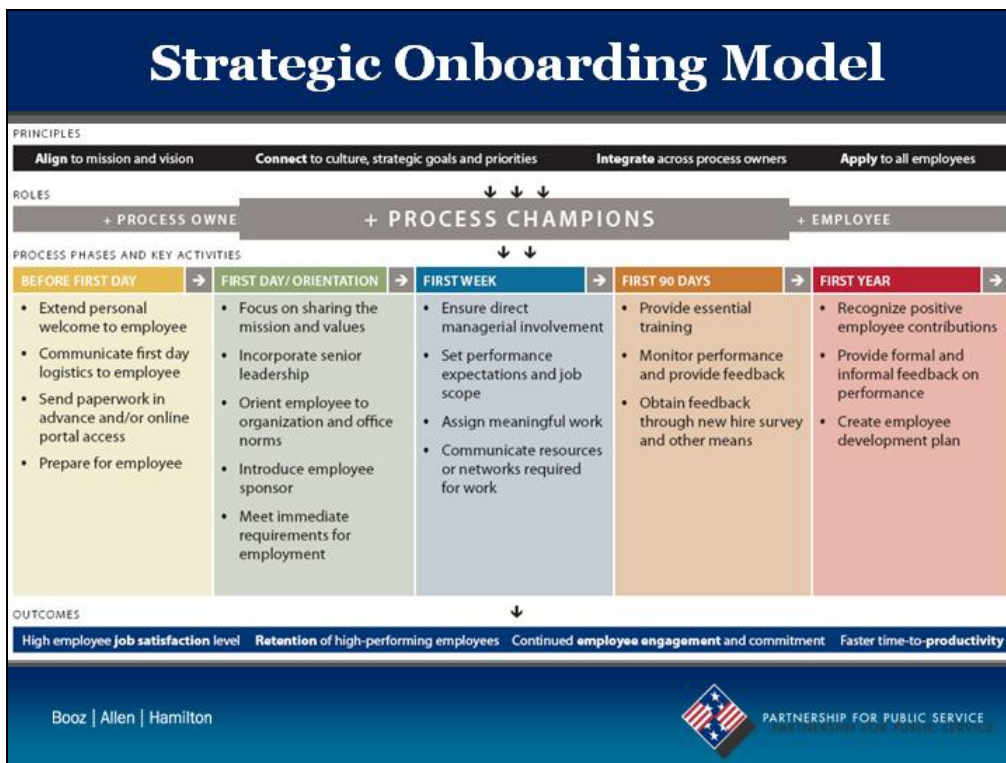 Strategic Onboarding Model
PRINCIPLES
Align to mission and vision
Connect to culture, strategic goals and priorities
Integrate across process owners
Apply to all employees
ROLES
+ PROCESS OWNE
+ PROCESS CHAMPIONS
+ EMPLOYEE
PROCESS PHASES AND KEY ACTIVITIES
BEFORE FIRST DAY
• Extend personal
welcome to employee
• Communicate first day
logistics to employee
• Send paperwork in
advance and/or online
portal access
• Prepare for employee
FIRST DAY/ORIENTATION
• Focus on sharing the
mission and values
• Incorporate senior
leadership
• Orient employee to
organization and office
norms
• Introduce employee
sponsor
• Meet immediate
requirements for
employment
FIRST WEEK
• Ensure direct
managerial involvement
• Set performance
expectations and job
scope
• Assign meaningful work
• Communicate resources
or networks required
for work
FIRST 90 DAYS
• Provide essential
training
• Monitor performance
and provide feedback
• Obtain feedback
through new hire survey
and other means
FIRST YEAR
• Recognize positive
employee contributions
• Provide formal and
informal feedback on
performance
• Create employee
development plan
OUTCOMES
High employee job satisfaction level
Retention of high-performing employees
Continued employee engagement and commitment
Faster time-to-productivity
Booz | Allen | Hamilton
PARTNERSHIP FOR PUBLIC SERVICE